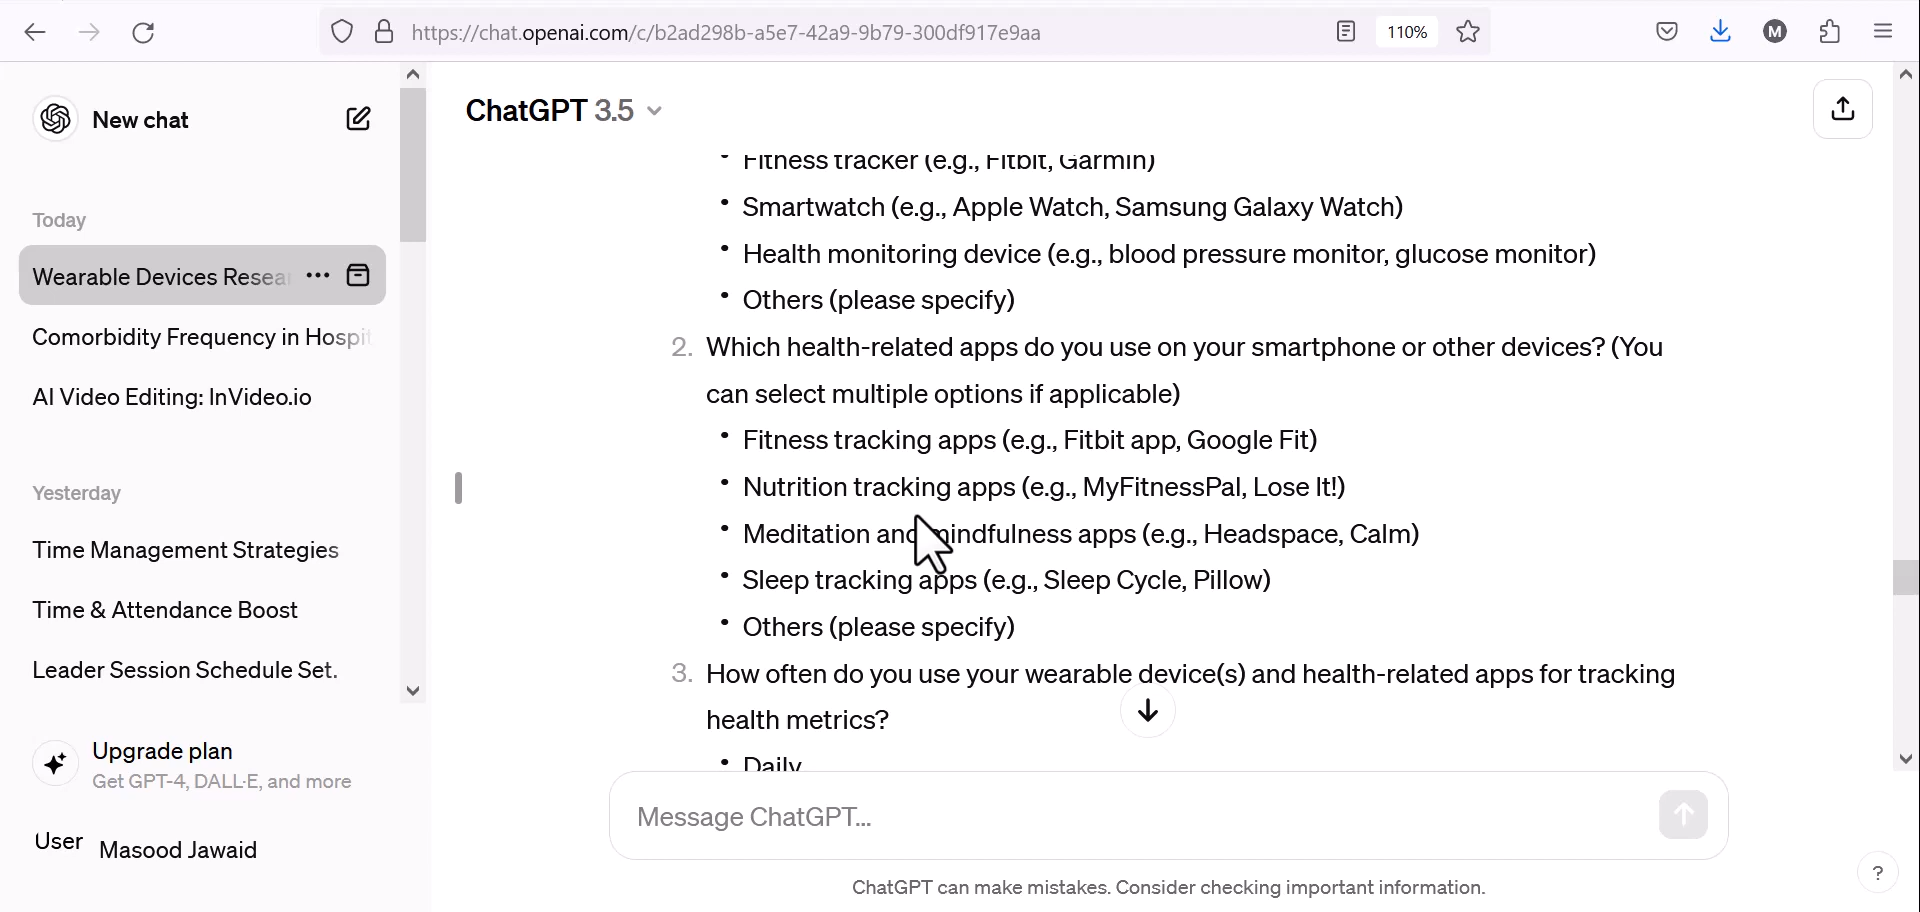 https://chat.openai.com/c/b2ad298b-a5e7-42a9-9b79-300df917e9aa
110%
M
New chat
Today
Wearable Devices Resear
Comorbidity Frequency in Hospit
AI Video Editing: InVideo.io
Yesterday
Time Management Strategies
Time & Attendance Boost
Leader Session Schedule Set.
Upgrade plan
Get GPT-4, DALL·E, and more
User
Masood Jawaid
ChatGPT 3.5
• Fitness tracker (e.g., Fitbit, Garmin)
• Smartwatch (e.g., Apple Watch, Samsung Galaxy Watch)
• Health monitoring device (e.g., blood pressure monitor, glucose monitor)
• Others (please specify)
2. Which health-related apps do you use on your smartphone or other devices? (You
can select multiple options if applicable)
• Fitness tracking apps (e.g., Fitbit app, Google Fit)
• Nutrition tracking apps (e.g., MyFitnessPal, Lose It!)
• Meditation and mindfulness apps (e.g., Headspace, Calm)
• Sleep tracking apps (e.g., Sleep Cycle, Pillow)
• Others (please specify)
3. How often do you use your wearable device(s) and health-related apps for tracking
health metrics?
• Daily
Message ChatGPT...
ChatGPT can make mistakes. Consider checking important information.
?